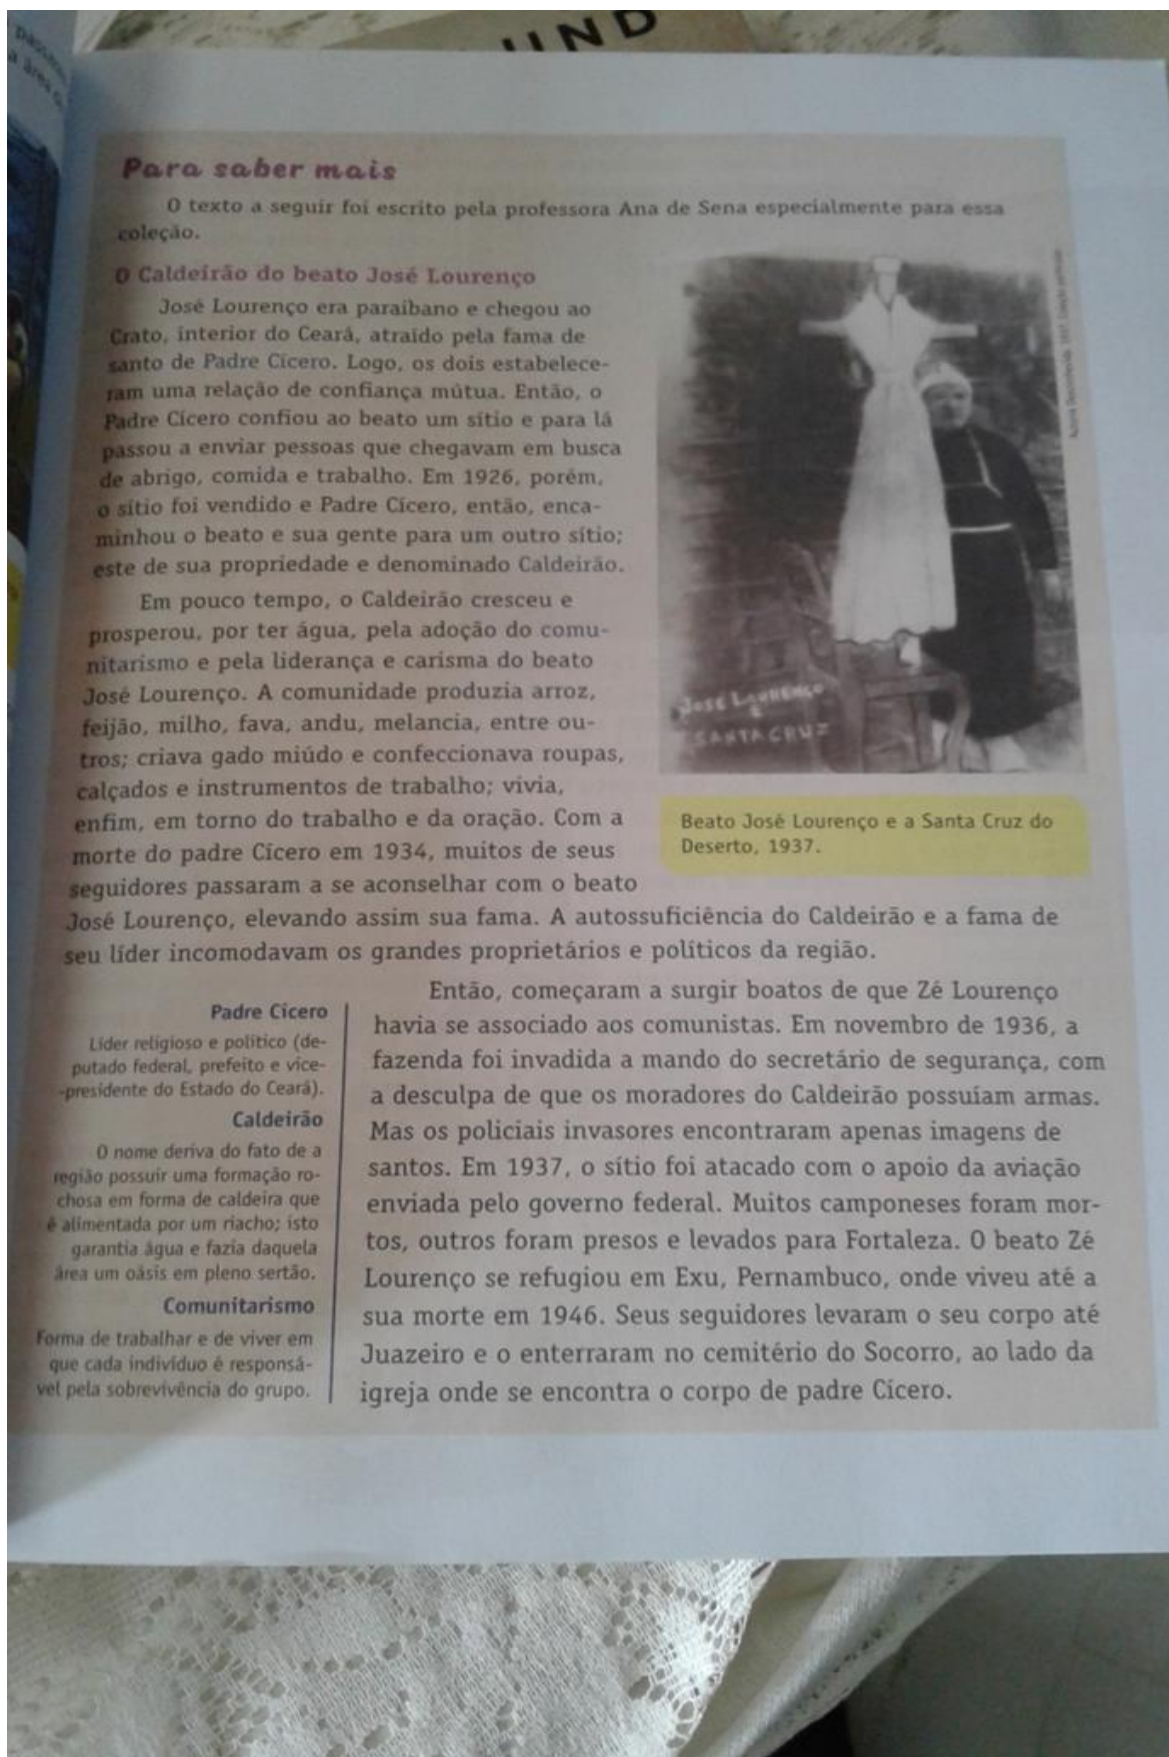 UND
Para saber mais
O texto a seguir foi escrito pela professora Ana de Sena especialmente para essa
coleção.
O Caldeirão do beato José Lourenço
José Lourenço era paraibano e chegou ao
Crato, interior do Ceará, atraído pela fama de
santo de Padre Cícero. Logo, os dois estabelece-
ram uma relação de confiança mútua. Então, o
Padre Cícero confiou ao beato um sítio e para lá
passou a enviar pessoas que chegavam em busca
de abrigo, comida e trabalho. Em 1926, porém,
o sítio foi vendido e Padre Cícero, então, enca-
minhou o beato e sua gente para um outro sítio;
este de sua propriedade e denominado Caldeirão.
Em pouco tempo, o Caldeirão cresceu e
prosperou, por ter água, pela adoção do comu-
nitarismo e pela liderança e carisma do beato
José Lourenço. A comunidade produzia arroz,
feijão, milho, fava, andu, melancia, entre ou-
tros; criava gado miúdo e confeccionava roupas,
calçados e instrumentos de trabalho; vivia,
enfim, em torno do trabalho e da oração. Com a
morte do padre Cícero em 1934, muitos de seus
seguidores passaram a se aconselhar com o beato
José Lourenço, elevando assim sua fama. A autossuficiência do Caldeirão e a fama de
seu líder incomodavam os grandes proprietários e políticos da região.
JOSÉ LOURENÇO
E
SANTA CRUZ
Beato José Lourenço e a Santa Cruz do
Deserto, 1937.
Então, começaram a surgir boatos de que Zé Lourenço
havia se associado aos comunistas. Em novembro de 1936, a
fazenda foi invadida a mando do secretário de segurança, com
a desculpa de que os moradores do Caldeirão possuíam armas.
Mas os policiais invasores encontraram apenas imagens de
santos. Em 1937, o sítio foi atacado com o apoio da aviação
enviada pelo governo federal. Muitos camponeses foram mor-
tos, outros foram presos e levados para Fortaleza. O beato Zé
Lourenço se refugiou em Exu, Pernambuco, onde viveu até a
sua morte em 1946. Seus seguidores levaram o seu corpo até
Juazeiro e o enterraram no cemitério do Socorro, ao lado da
igreja onde se encontra o corpo de padre Cícero.
Padre Cícero
Líder religioso e político (de-
putado federal, prefeito e vice-
-presidente do Estado do Ceará).
Caldeirão
O nome deriva do fato de a
região possuir uma formação ro-
chosa em forma de caldeira que
é alimentada por um riacho; isto
garantia água e fazia daquela
área um oásis em pleno sertão.
Comunitarismo
Forma de trabalhar e de viver em
que cada indivíduo é responsá-
vel pela sobrevivência do grupo.